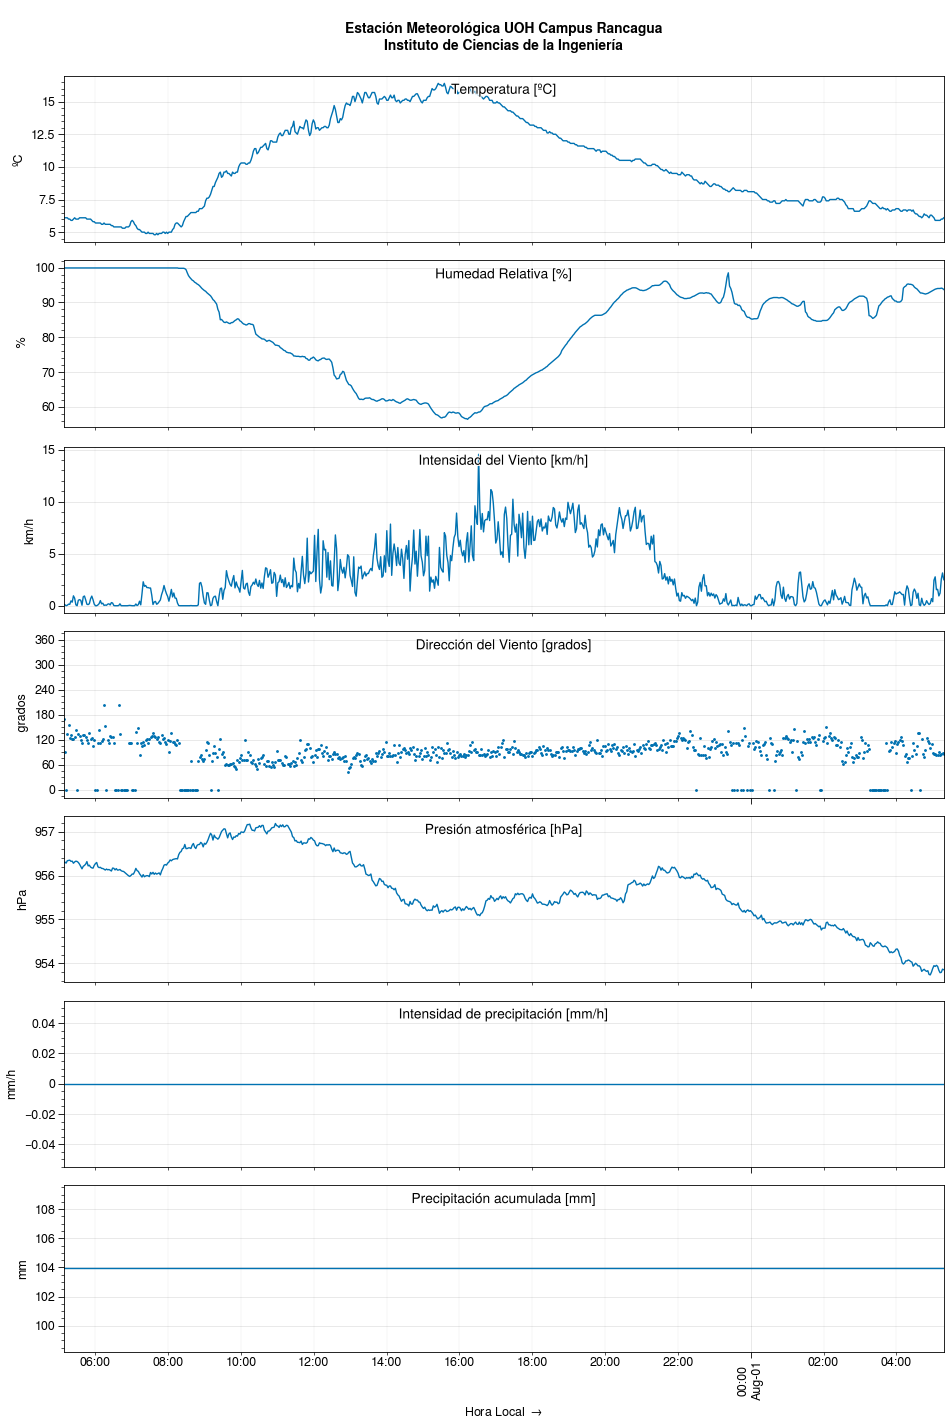 Estación Meteorológica UOH Campus Rancagua
Instituto de Ciencias de la Ingeniería
Temperatura [ºC]
ºC
15
12.5
10
7.5
5
Humedad Relativa [%]
%
100
90
80
70
60
Intensidad del Viento [km/h]
km/h
15
10
5
0
Dirección del Viento [grados]
grados
360
300
240
180
120
60
0
Presión atmosférica [hPa]
hPa
957
956
955
954
Intensidad de precipitación [mm/h]
mm/h
0.04
0.02
0
−0.02
−0.04
Precipitación acumulada [mm]
mm
108
106
104
102
100
06:00 08:00 10:00 12:00 14:00 16:00 18:00 20:00 22:00 00:00 02:00 04:00
Aug-01
Hora Local →